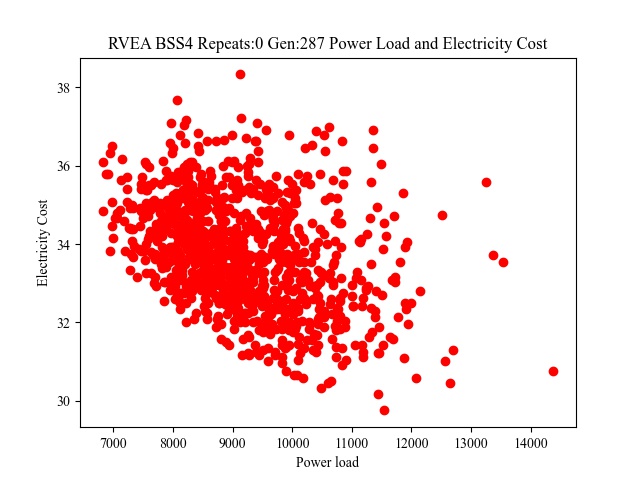 RVEA BSS4 Repeats:0 Gen:287 Power Load and Electricity Cost
Electricity Cost
38
36
34
32
30
7000 8000 9000 10000 11000 12000 13000 14000
Power load